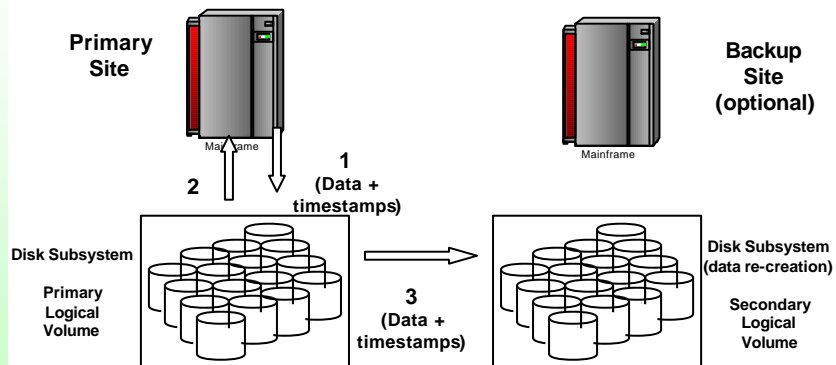 Primary
Site
Backup
Site
(optional)
Mainframe
Mainframe
1
(Data +
timestamps)
2
Disk Subsystem
Primary
Logical
Volume
3
(Data +
timestamps)
Disk Subsystem
(data re-creation)
Secondary
Logical
Volume